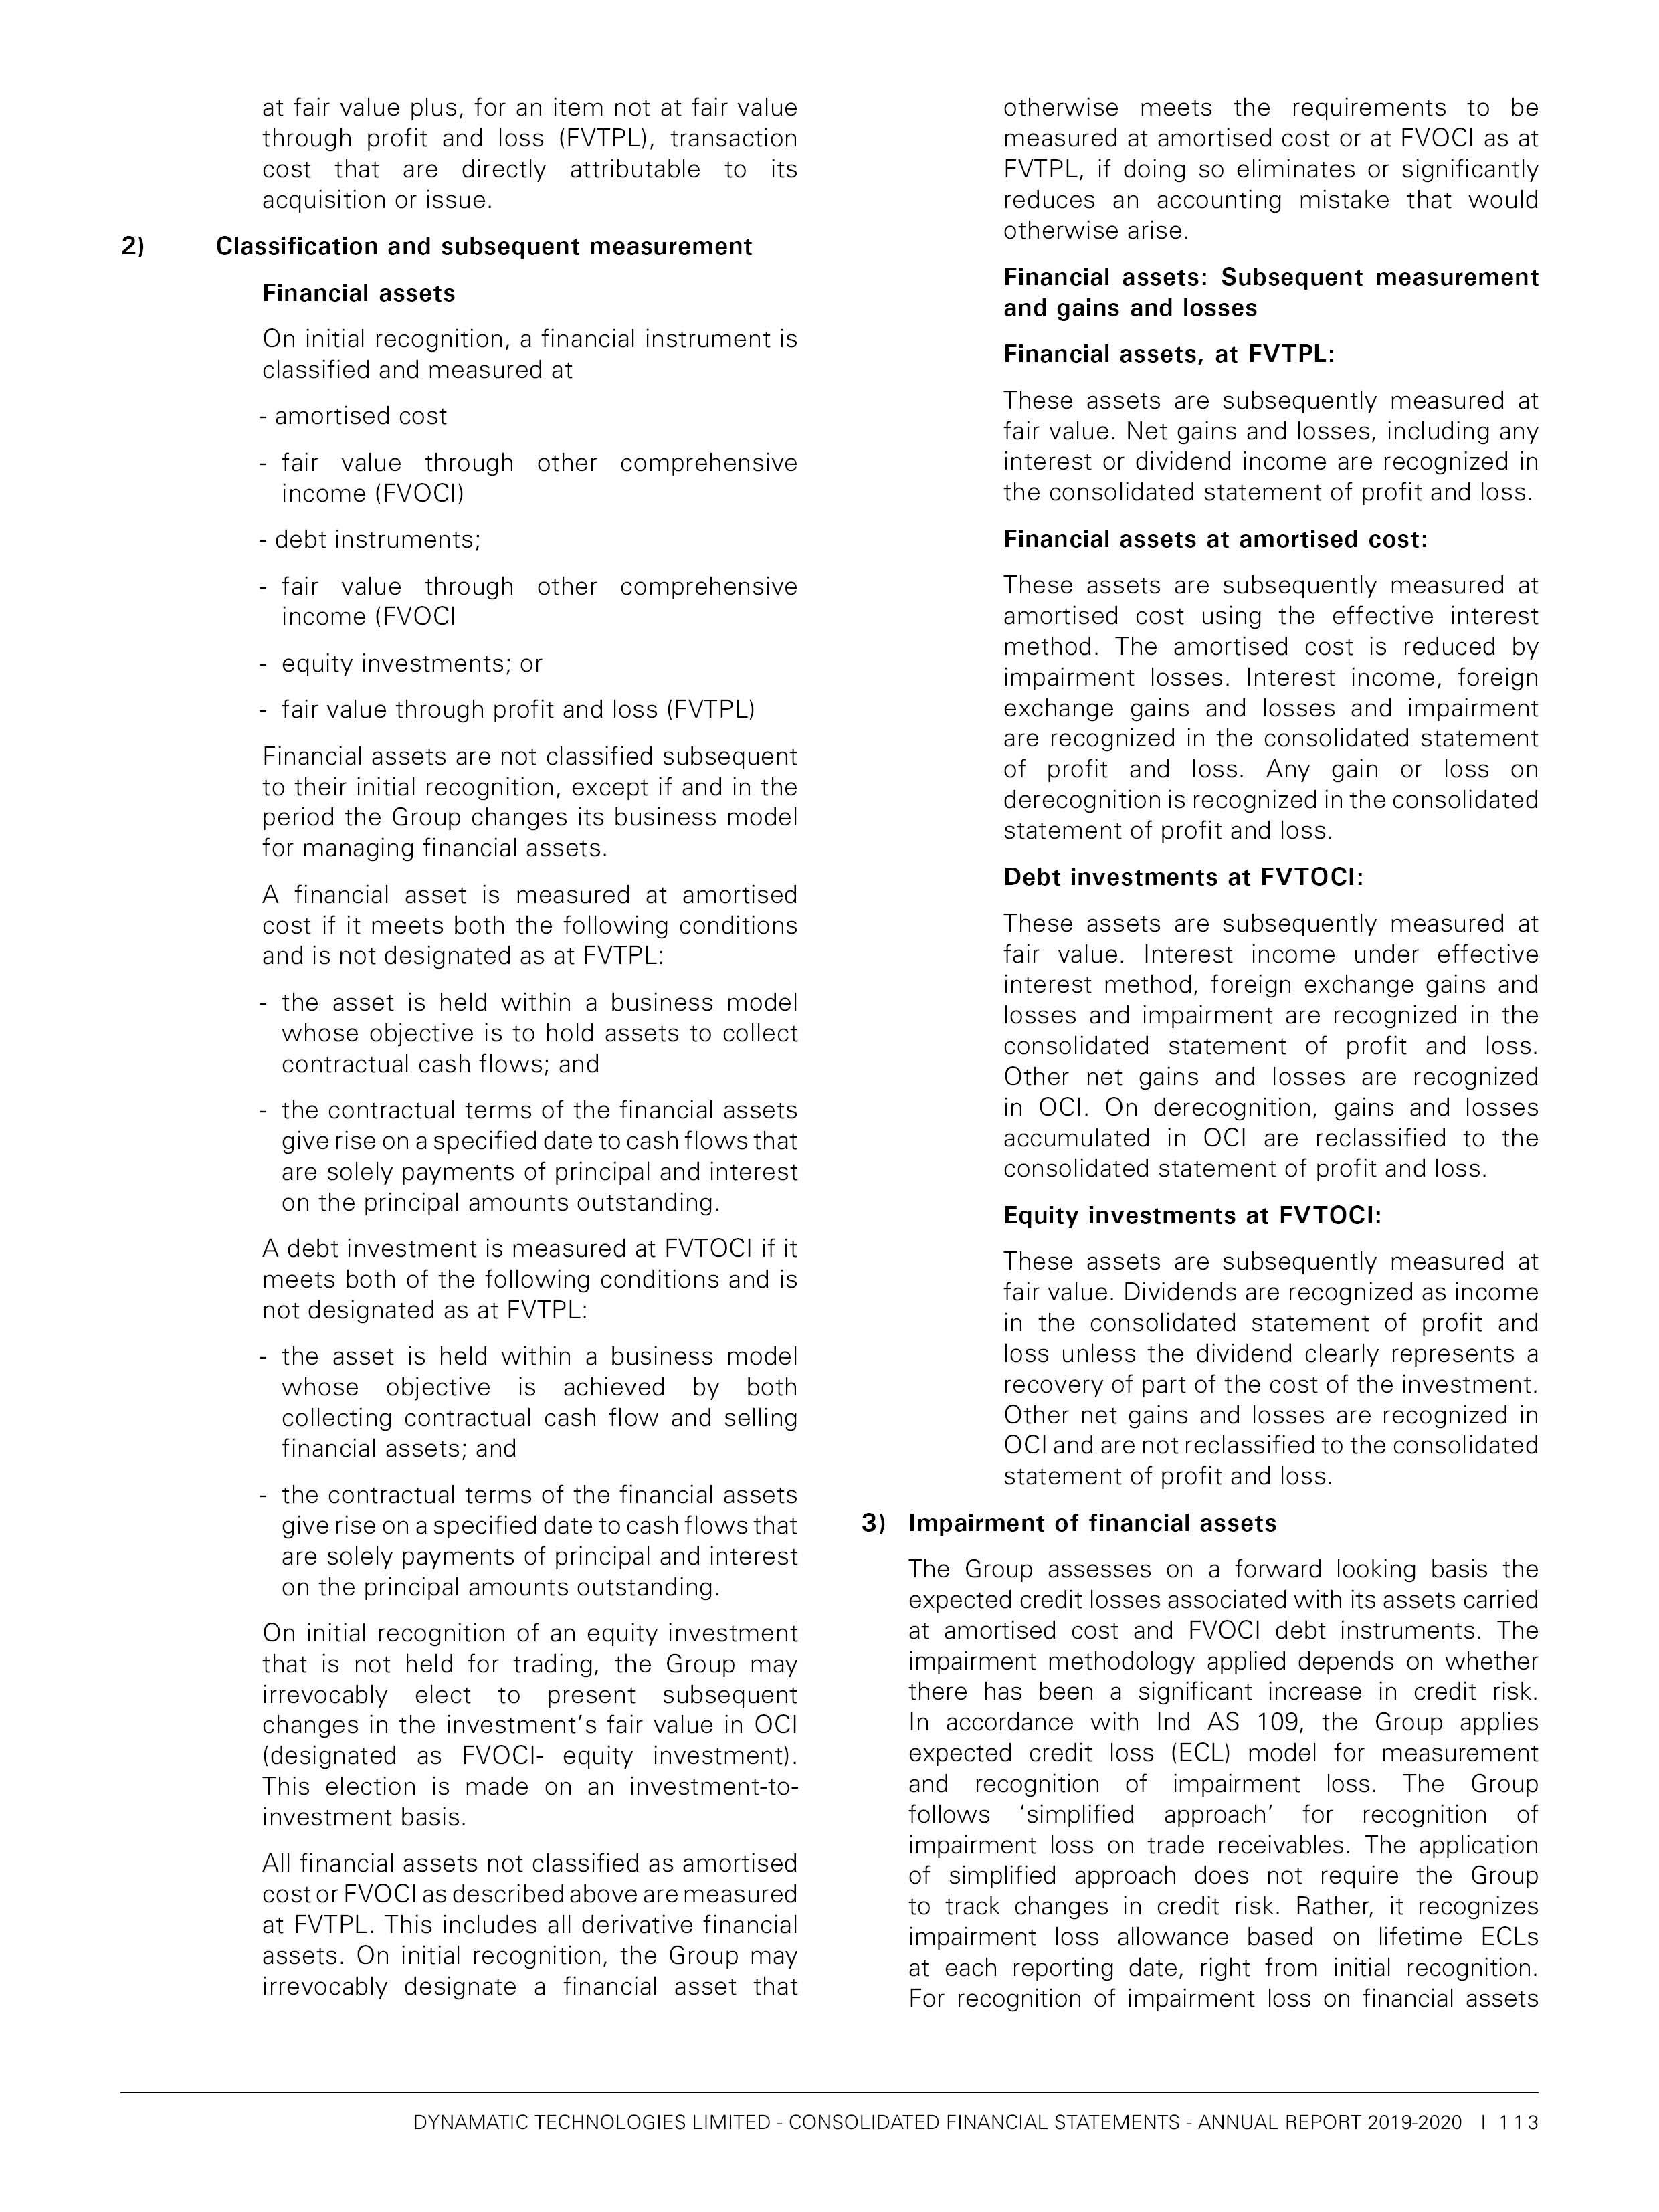 at fair value plus, for an item not at fair value
through profit and loss (FVTPL), transaction
cost that are directly attributable to its
acquisition or issue.
2) Classification and subsequent measurement
Financial assets
On initial recognition, a financial instrument is
classified and measured at
- amortised cost
- fair value through other comprehensive
income (FVOCI)
- debt instruments;
- fair value through other comprehensive
income (FVOCI
- equity investments; or
- fair value through profit and loss (FVTPL)
Financial assets are not classified subsequent
to their initial recognition, except if and in the
period the Group changes its business model
for managing financial assets.
A financial asset is measured at amortised
cost if it meets both the following conditions
and is not designated as at FVTPL:
- the asset is held within a business model
whose objective is to hold assets to collect
contractual cash flows; and
- the contractual terms of the financial assets
give rise on a specified date to cash flows that
are solely payments of principal and interest
on the principal amounts outstanding.
A debt investment is measured at FVTOCI if it
meets both of the following conditions and is
not designated as at FVTPL:
- the asset is held within a business model
whose objective is achieved by both
collecting contractual cash flow and selling
financial assets; and
- the contractual terms of the financial assets
give rise on a specified date to cash flows that
are solely payments of principal and interest
on the principal amounts outstanding.
On initial recognition of an equity investment
that is not held for trading, the Group may
irrevocably elect to present subsequent
changes in the investment’s fair value in OCI
(designated as FVOCI- equity investment).
This election is made on an investment-to-
investment basis.
All financial assets not classified as amortised
cost or FVOCI as described above are measured
at FVTPL. This includes all derivative financial
assets. On initial recognition, the Group may
irrevocably designate a financial asset that
otherwise meets the requirements to be
measured at amortised cost or at FVOCI as at
FVTPL, if doing so eliminates or significantly
reduces an accounting mistake that would
otherwise arise.
Financial assets: Subsequent measurement
and gains and losses
Financial assets, at FVTPL:
These assets are subsequently measured at
fair value. Net gains and losses, including any
interest or dividend income are recognized in
the consolidated statement of profit and loss.
Financial assets at amortised cost:
These assets are subsequently measured at
amortised cost using the effective interest
method. The amortised cost is reduced by
impairment losses. Interest income, foreign
exchange gains and losses and impairment
are recognized in the consolidated statement
of profit and loss. Any gain or loss on
derecognition is recognized in the consolidated
statement of profit and loss.
Debt investments at FVTOCI:
These assets are subsequently measured at
fair value. Interest income under effective
interest method, foreign exchange gains and
losses and impairment are recognized in the
consolidated statement of profit and loss.
Other net gains and losses are recognized
in OCI. On derecognition, gains and losses
accumulated in OCI are reclassified to the
consolidated statement of profit and loss.
Equity investments at FVTOCI:
These assets are subsequently measured at
fair value. Dividends are recognized as income
in the consolidated statement of profit and
loss unless the dividend clearly represents a
recovery of part of the cost of the investment.
Other net gains and losses are recognized in
OCI and are not reclassified to the consolidated
statement of profit and loss.
3) Impairment of financial assets
The Group assesses on a forward looking basis the
expected credit losses associated with its assets carried
at amortised cost and FVOCI debt instruments. The
impairment methodology applied depends on whether
there has been a significant increase in credit risk.
In accordance with Ind AS 109, the Group applies
expected credit loss (ECL) model for measurement
and recognition of impairment loss. The Group
follows ‘simplified approach’ for recognition of
impairment loss on trade receivables. The application
of simplified approach does not require the Group
to track changes in credit risk. Rather, it recognizes
impairment loss allowance based on lifetime ECLs
at each reporting date, right from initial recognition.
For recognition of impairment loss on financial assets
DYNAMATIC TECHNOLOGIES LIMITED - CONSOLIDATED FINANCIAL STATEMENTS - ANNUAL REPORT 2019-2020 | 113